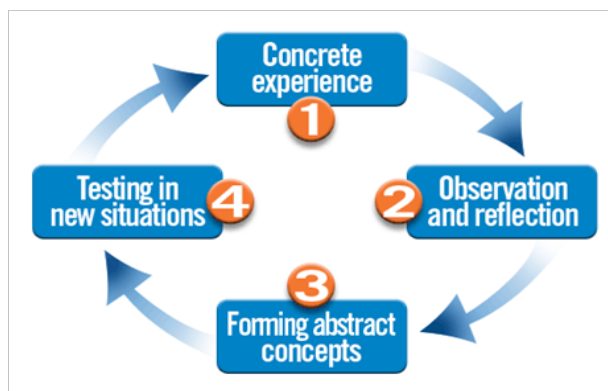 Concrete
experience
1
2
Observation
and reflection
3
Forming abstract
concepts
Testing in
new situations
4